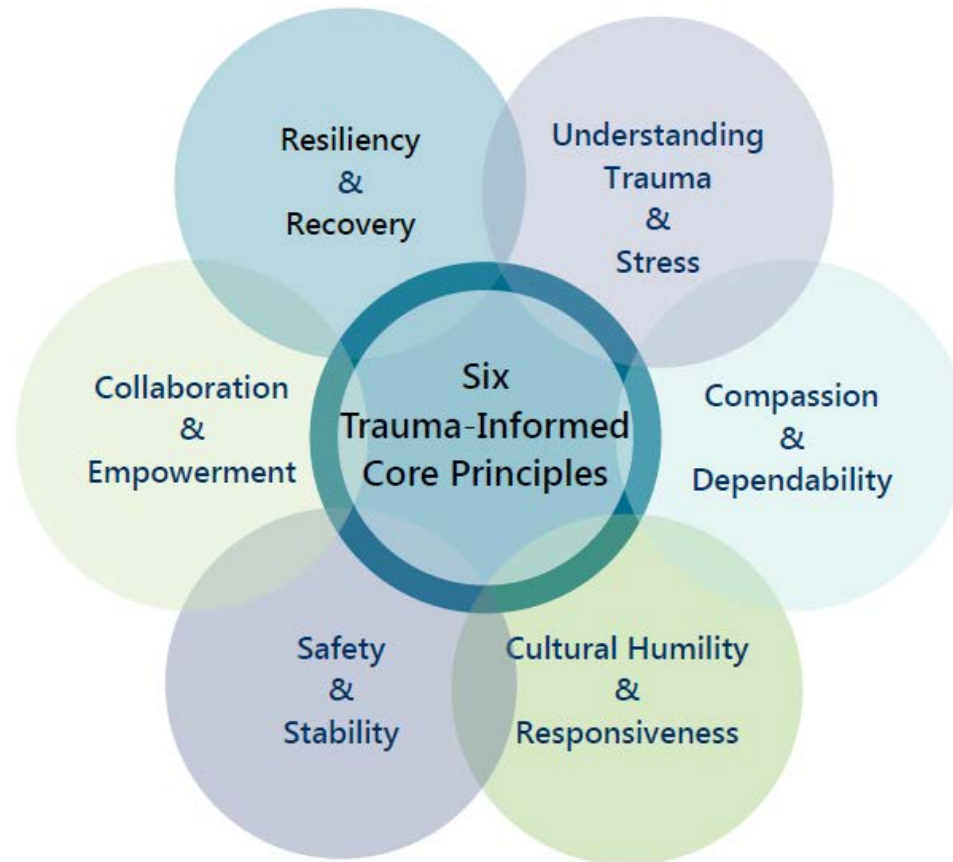 Resiliency
&
Recovery
Understanding
Trauma
&
Stress
Collaboration
&
Empowerment
Six
Trauma-Informed
Core Principles
Compassion
&
Dependability
Safety
&
Stability
Cultural Humility
&
Responsiveness